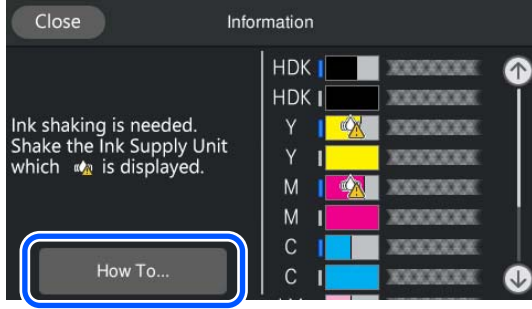 Close
Information
Ink shaking is needed.
Shake the Ink Supply Unit
which is displayed.
How To...
HDK
HDK
Y
Y
M
M
C
C